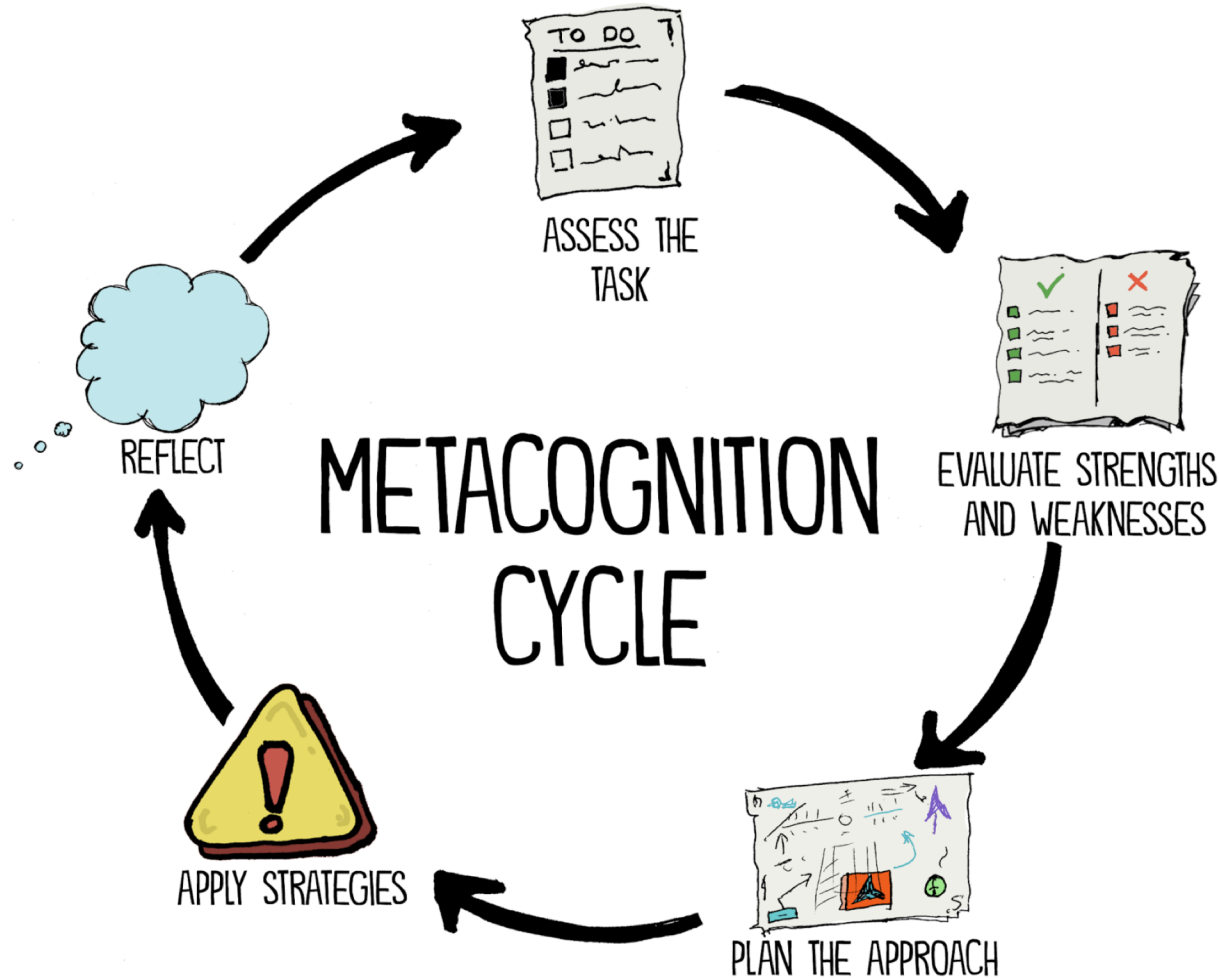 TO DO
ASSESS THE
TASK
EVALUATE STRENGTHS
AND WEAKNESSES
PLAN THE APPROACH
APPLY STRATEGIES
REFLECT
METACOGNITION
CYCLE